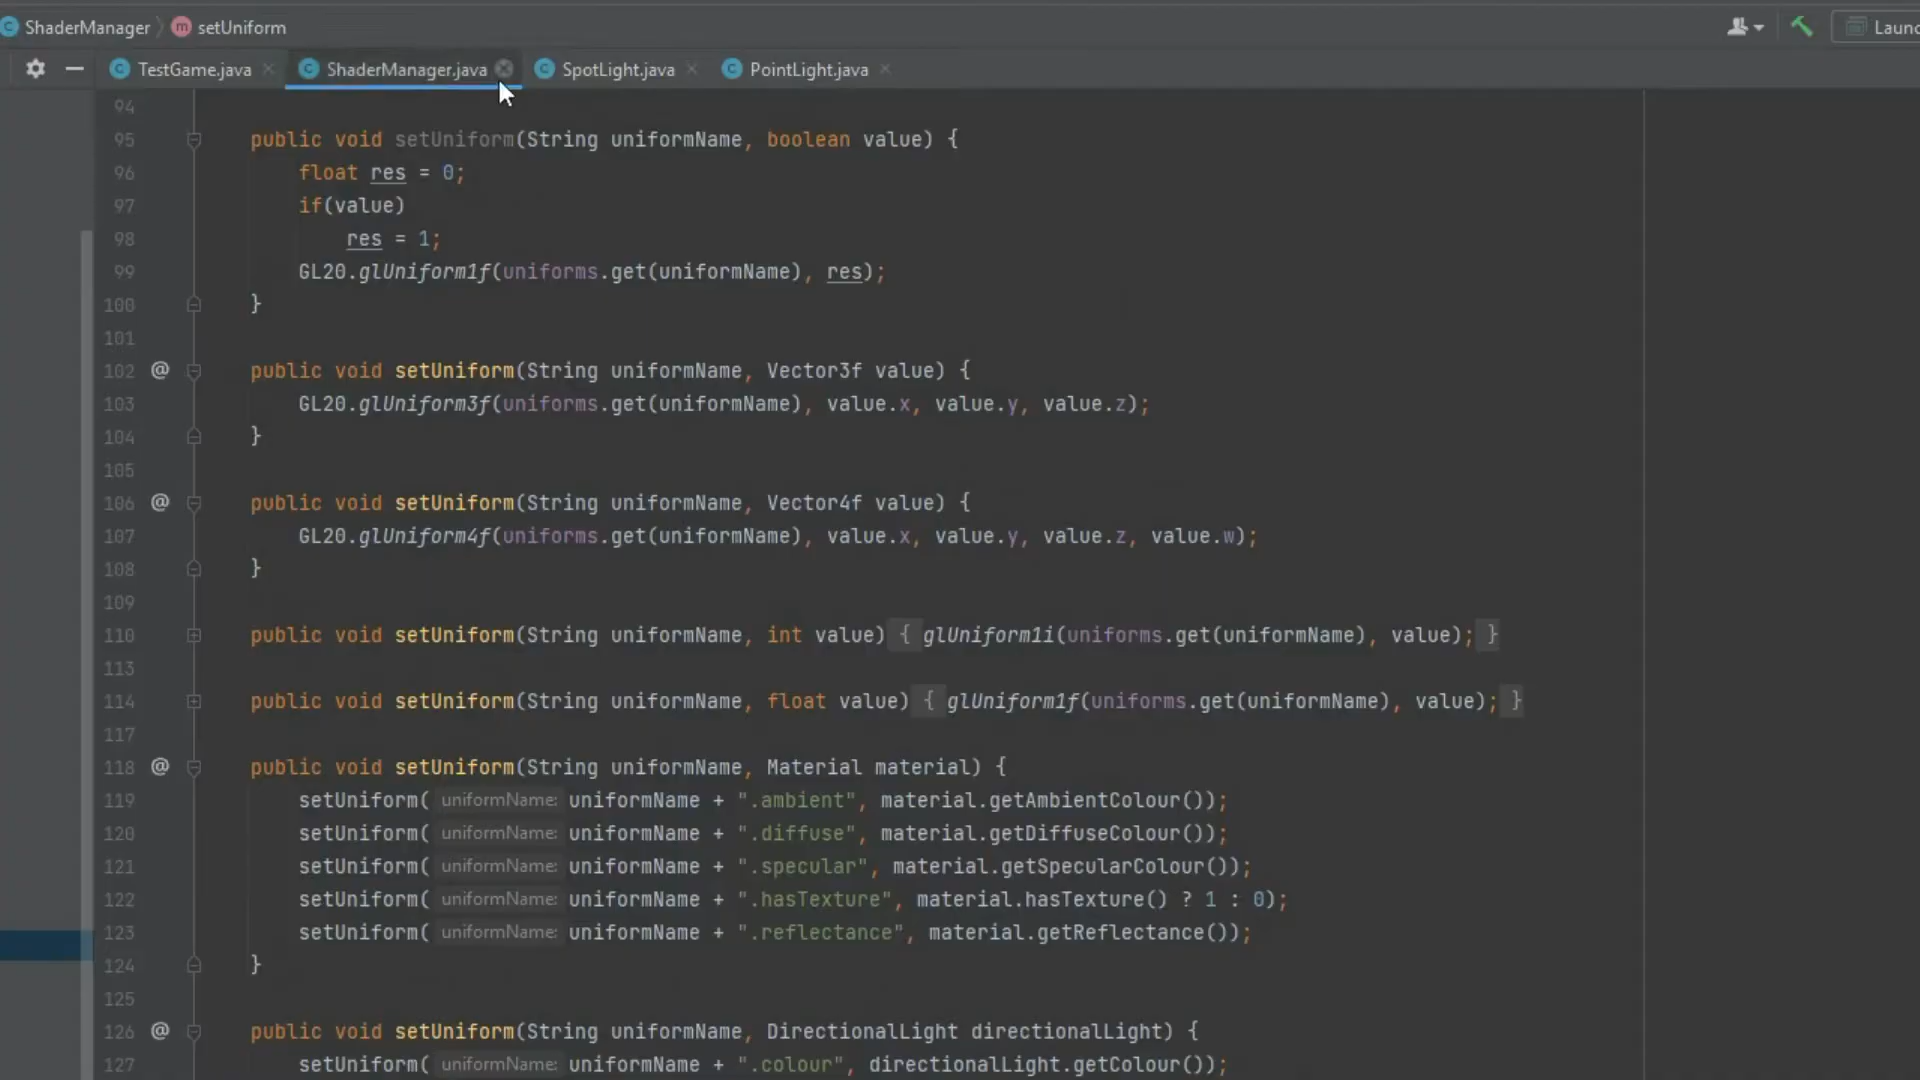 ShaderManager setUniform
Launc
TestGame.java ShaderManager.java SpotLight.java PointLight.java
94
95 public void setUniform(String uniformName, boolean value) {
96 float res = 0;
97 if(value)
98 res = 1;
99 GL20.glUniform1f(uniforms.get(uniformName), res);
100 }
101
102 @ public void setUniform(String uniformName, Vector3f value) {
103 GL20.glUniform3f(uniforms.get(uniformName), value.x, value.y, value.z);
104 }
105
106 @ public void setUniform(String uniformName, Vector4f value) {
107 GL20.glUniform4f(uniforms.get(uniformName), value.x, value.y, value.z, value.w);
108 }
109
110 public void setUniform(String uniformName, int value) { glUniform1i(uniforms.get(uniformName), value); }
113
114 public void setUniform(String uniformName, float value) { glUniform1f(uniforms.get(uniformName), value); }
117
118 @ public void setUniform(String uniformName, Material material) {
119 setUniform( uniformName: uniformName + ".ambient", material.getAmbientColour());
120 setUniform( uniformName: uniformName + ".diffuse", material.getDiffuseColour());
121 setUniform( uniformName: uniformName + ".specular", material.getSpecularColour());
122 setUniform( uniformName: uniformName + ".hasTexture", material.hasTexture() ? 1 : 0);
123 setUniform( uniformName: uniformName + ".reflectance", material.getReflectance());
124 }
125
126 @ public void setUniform(String uniformName, DirectionalLight directionalLight) {
127 setUniform( uniformName: uniformName + ".colour", directionalLight.getColour());